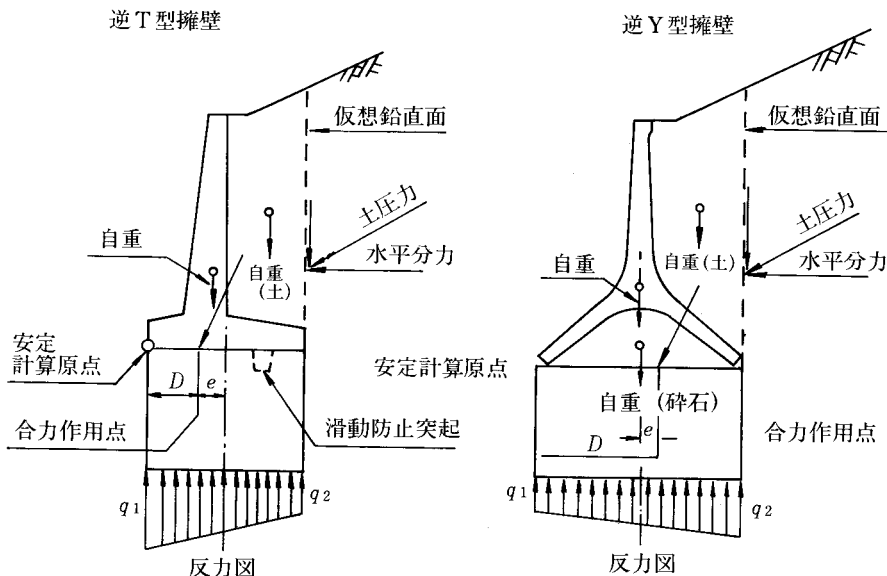 逆T型擁壁
仮想鉛直面
土圧力
水平分力
自重
自重
(土)
安定
計算原点
D
e
合力作用点
滑動防止突起
q1
q2
反力図
逆Y型擁壁
仮想鉛直面
土圧力
水平分力
自重
自重(土)
安定計算原点
自重(砕石)
e
D
合力作用点
q1
q2
反力図